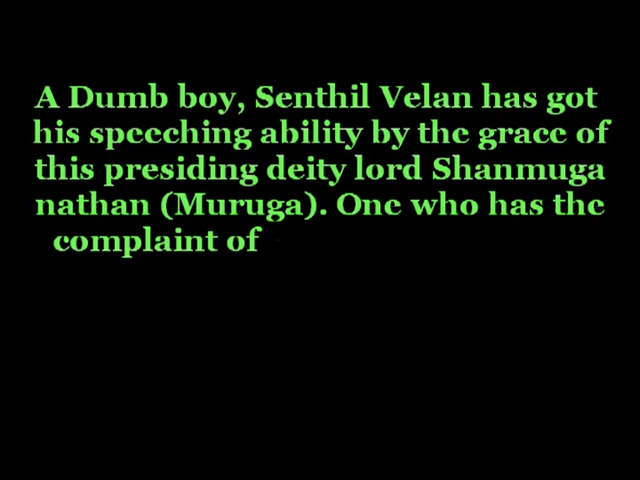 A Dumb boy, Senthil Velan has got
his speeching ability by the grace of
this presiding deity lord Shanmuga
nathan (Muruga). One who has the
complaint of